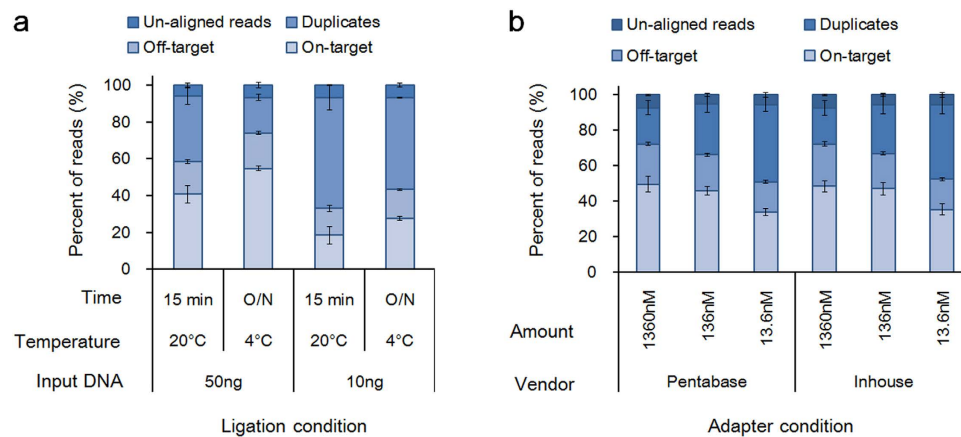 a
Un-aligned reads Duplicates
Off-target On-target
Percent of reads (%)
100
80
60
40
20
0
Time 15 min O/N 15 min O/N
Temperature 20°C 4°C 20°C 4°C
Input DNA 50ng 10ng
Ligation condition
b
Un-aligned reads Duplicates
Off-target On-target
Percent of reads (%)
100
80
60
40
20
0
Amount 1360nM 136nM 13.6nM 1360nM 136nM 13.6nM
Vendor Pentabase Inhouse
Adapter condition